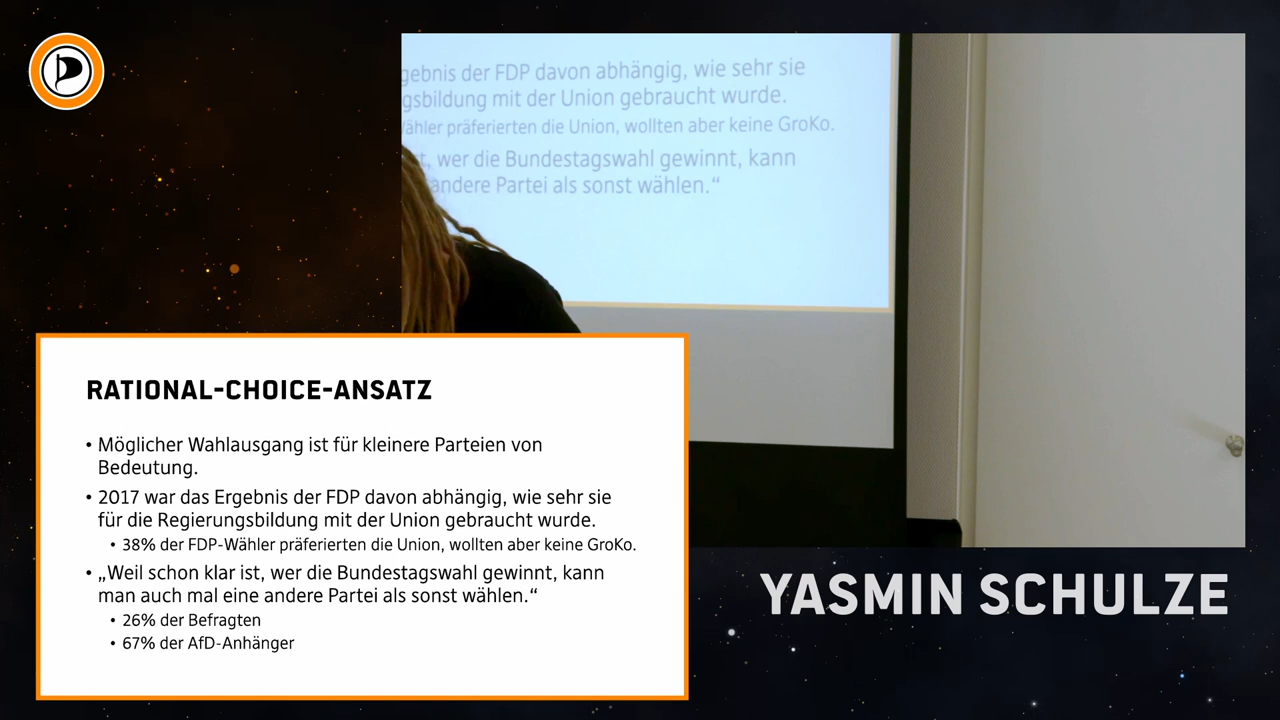 gebnis der FDP davon abhängig, wie sehr sie
gsbildung mit der Union gebraucht wurde.
ähler präferierten die Union, wollten aber keine GroKo.
t, wer die Bundestagswahl gewinnt, kann
andere Partei als sonst wählen.“
RATIONAL-CHOICE-ANSATZ
• Möglicher Wahlausgang ist für kleinere Parteien von
Bedeutung.
• 2017 war das Ergebnis der FDP davon abhängig, wie sehr sie
für die Regierungsbildung mit der Union gebraucht wurde.
• 38% der FDP-Wähler präferierten die Union, wollten aber keine GroKo.
• „Weil schon klar ist, wer die Bundestagswahl gewinnt, kann
man auch mal eine andere Partei als sonst wählen.“
• 26% der Befragten
• 67% der AfD-Anhänger
YASMIN SCHULZE